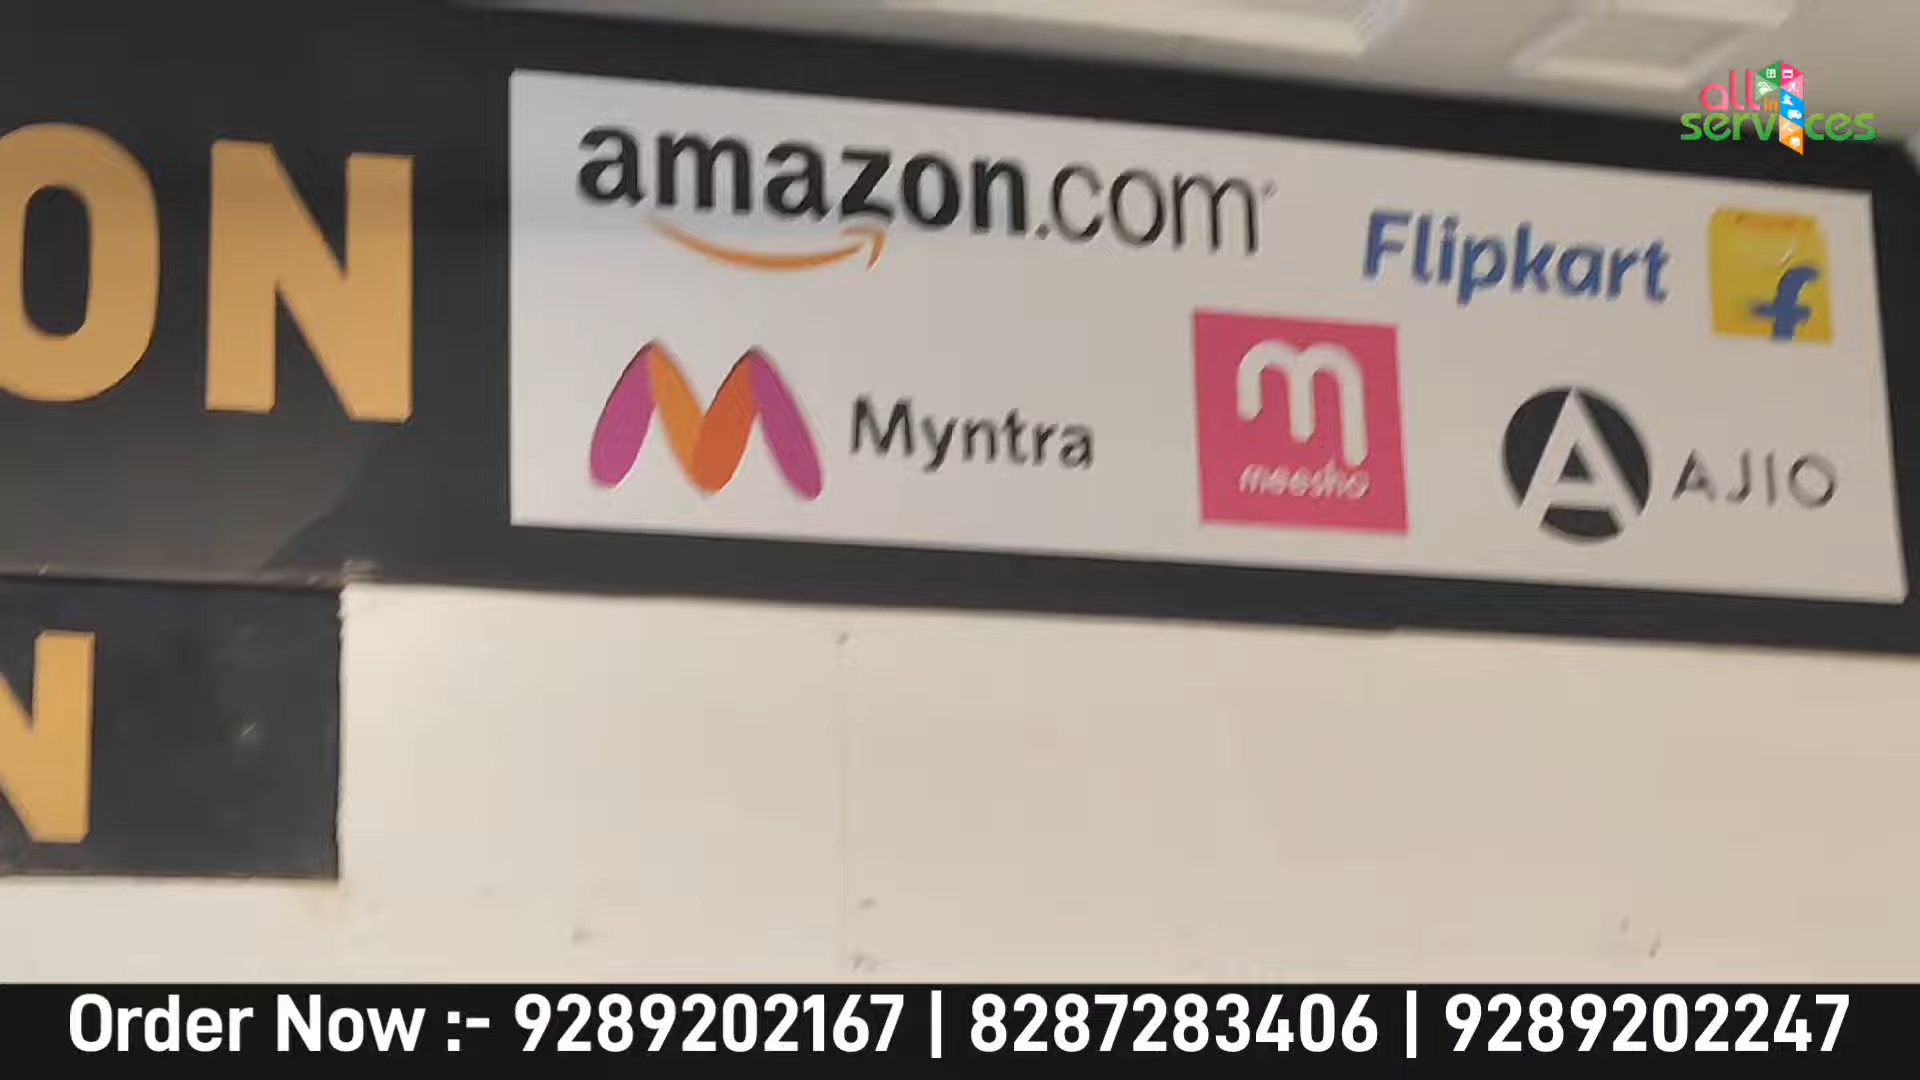 all in services
ON
amazon.com
Flipkart
Myntra
meesho
AJIO
N
Order Now :- 9289202167 | 8287283406 | 9289202247